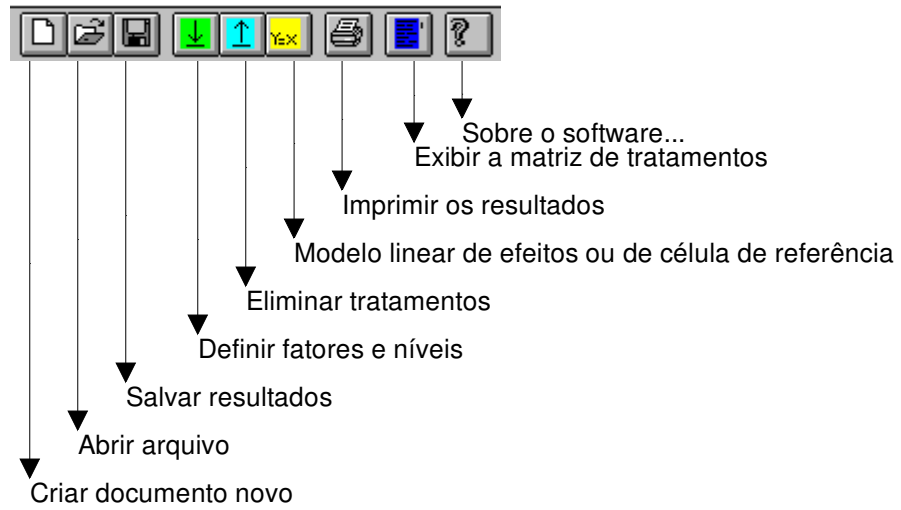 Y=X
Sobre o software...
Exibir a matriz de tratamentos
Imprimir os resultados
Modelo linear de efeitos ou de célula de referência
Eliminar tratamentos
Definir fatores e níveis
Salvar resultados
Abrir arquivo
Criar documento novo